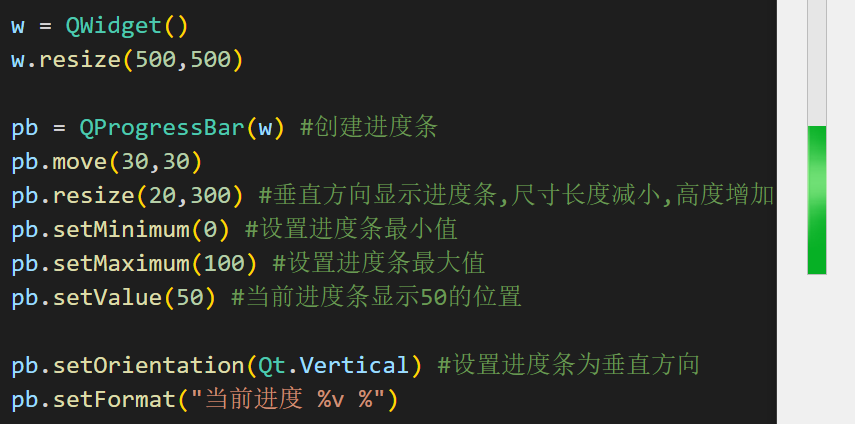 w = QWidget()
w.resize(500,500)
pb = QProgressBar(w) #创建进度条
pb.move(30,30)
pb.resize(20,300) #垂直方向显示进度条,尺寸长度减小,高度增加
pb.setMinimum(0) #设置进度条最小值
pb.setMaximum(100) #设置进度条最大值
pb.setValue(50) #当前进度条显示50的位置
pb.setOrientation(Qt.Vertical) #设置进度条为垂直方向
pb.setFormat("当前进度 %v %")